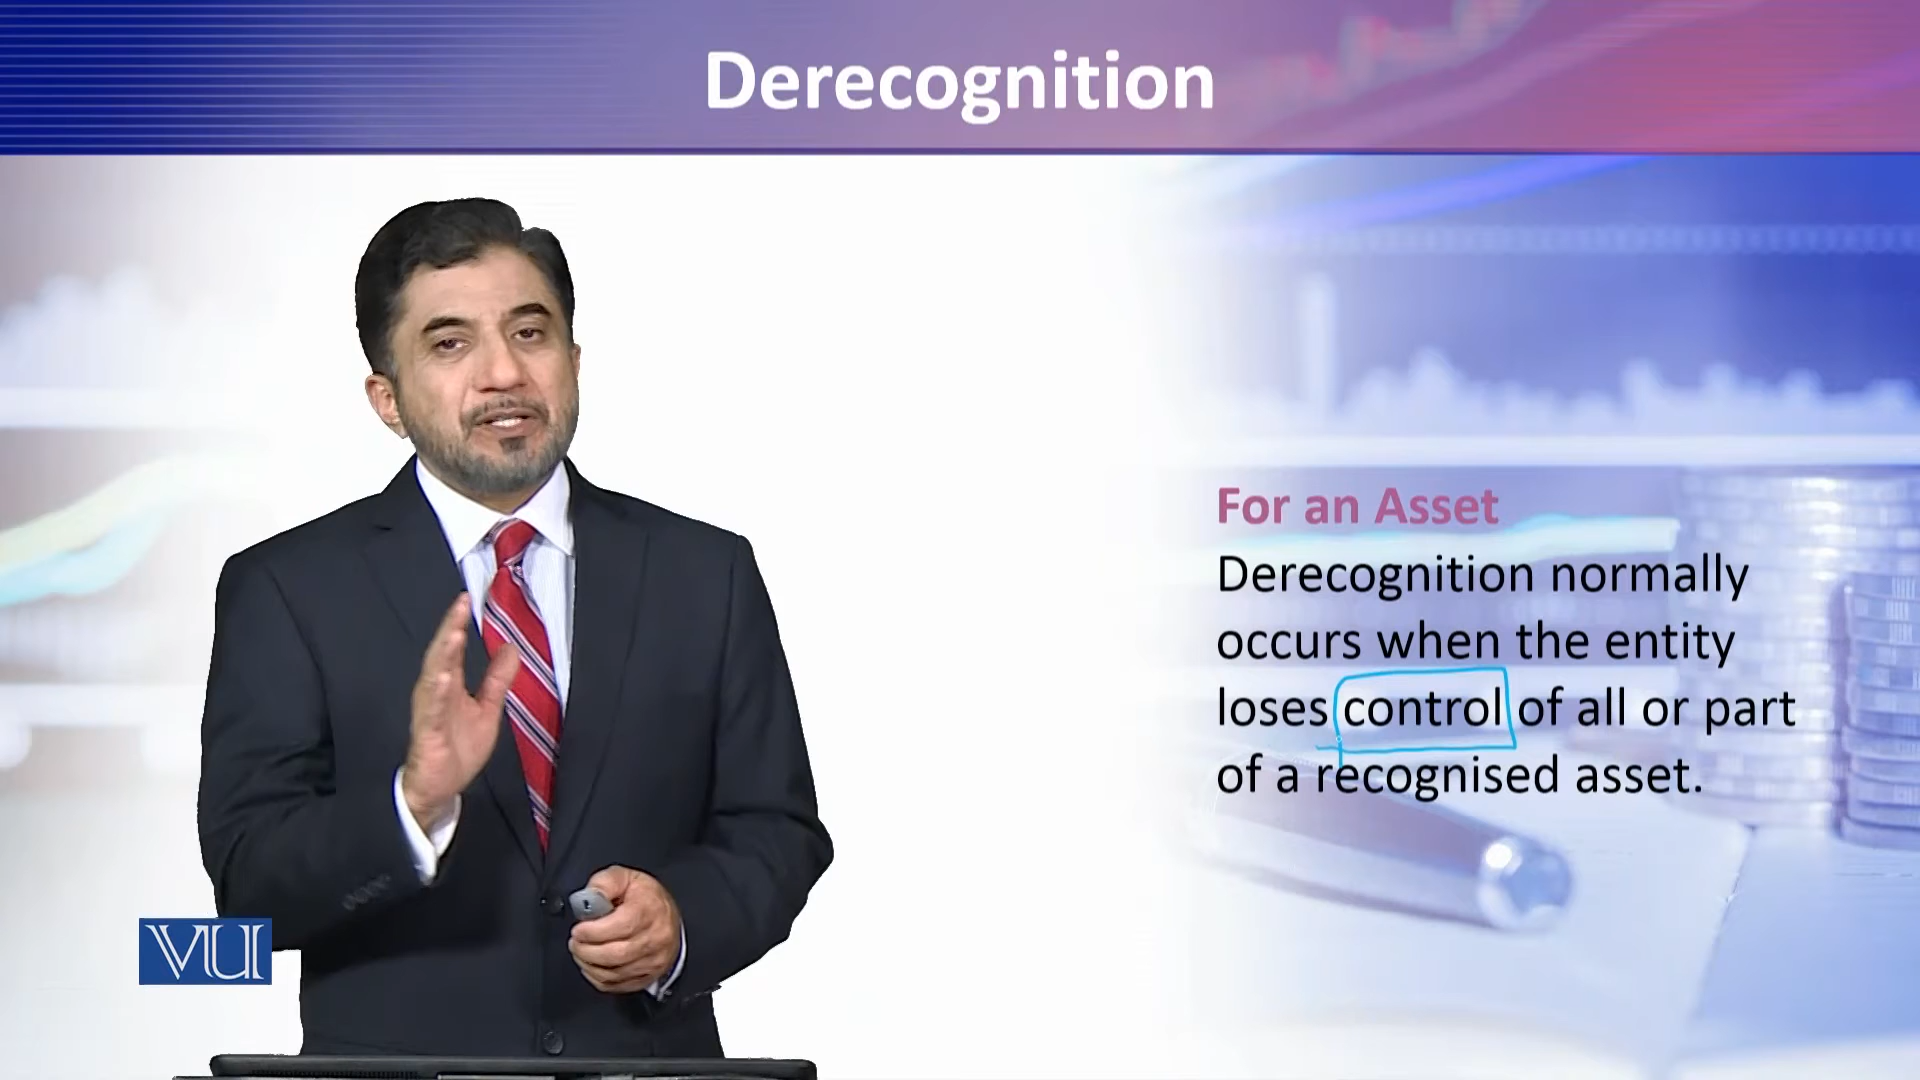 Derecognition
For an Asset
Derecognition normally
occurs when the entity
loses control of all or part
of a recognised asset.
VU